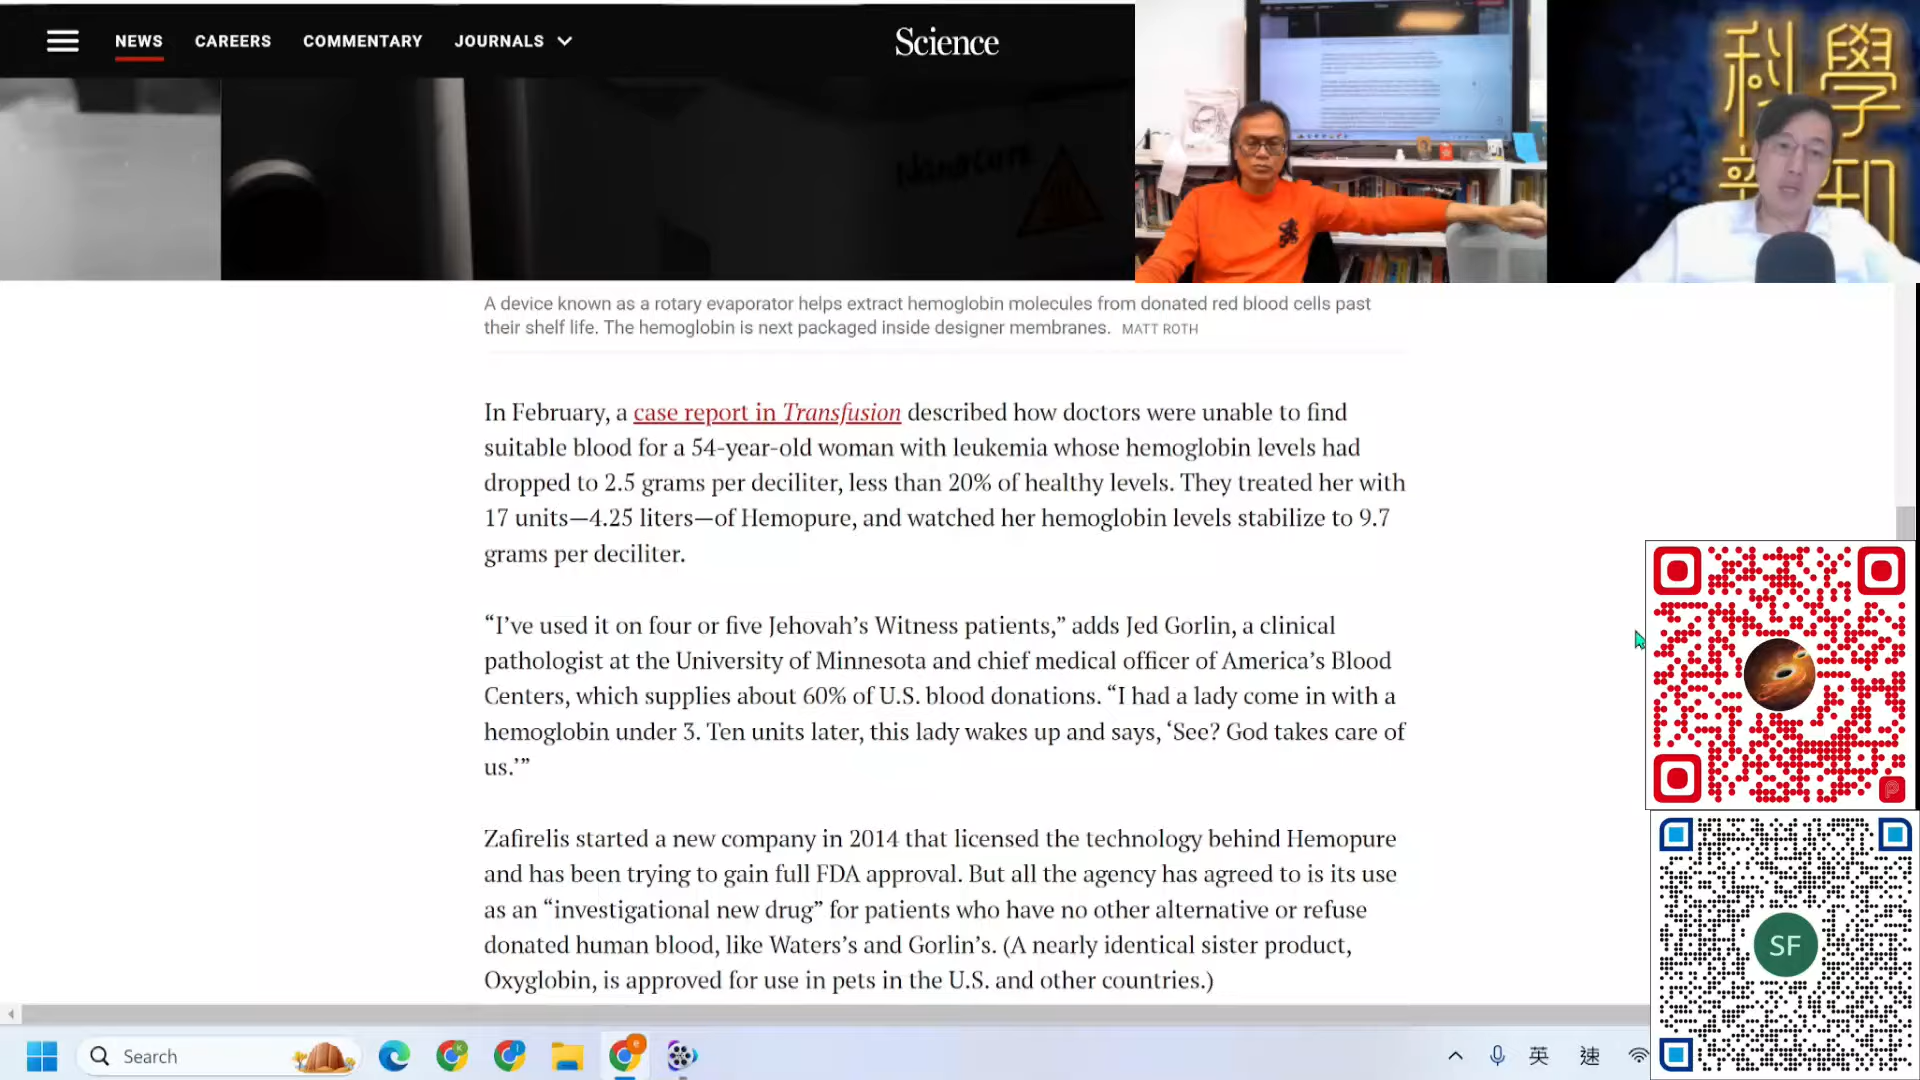 NEWS
CAREERS
COMMENTARY
JOURNALS
Science
科學
新知
A device known as a rotary evaporator helps extract hemoglobin molecules from donated red blood cells past
their shelf life. The hemoglobin is next packaged inside designer membranes. MATT ROTH
In February, a case report in Transfusion described how doctors were unable to find
suitable blood for a 54-year-old woman with leukemia whose hemoglobin levels had
dropped to 2.5 grams per deciliter, less than 20% of healthy levels. They treated her with
17 units—4.25 liters—of Hemopure, and watched her hemoglobin levels stabilize to 9.7
grams per deciliter.
“I’ve used it on four or five Jehovah’s Witness patients,” adds Jed Gorlin, a clinical
pathologist at the University of Minnesota and chief medical officer of America’s Blood
Centers, which supplies about 60% of U.S. blood donations. “I had a lady come in with a
hemoglobin under 3. Ten units later, this lady wakes up and says, ‘See? God takes care of
us.’”
Zafirelis started a new company in 2014 that licensed the technology behind Hemopure
and has been trying to gain full FDA approval. But all the agency has agreed to is its use
as an “investigational new drug” for patients who have no other alternative or refuse
donated human blood, like Waters’s and Gorlin’s. (A nearly identical sister product,
Oxyglobin, is approved for use in pets in the U.S. and other countries.)
SF
Search
英
速